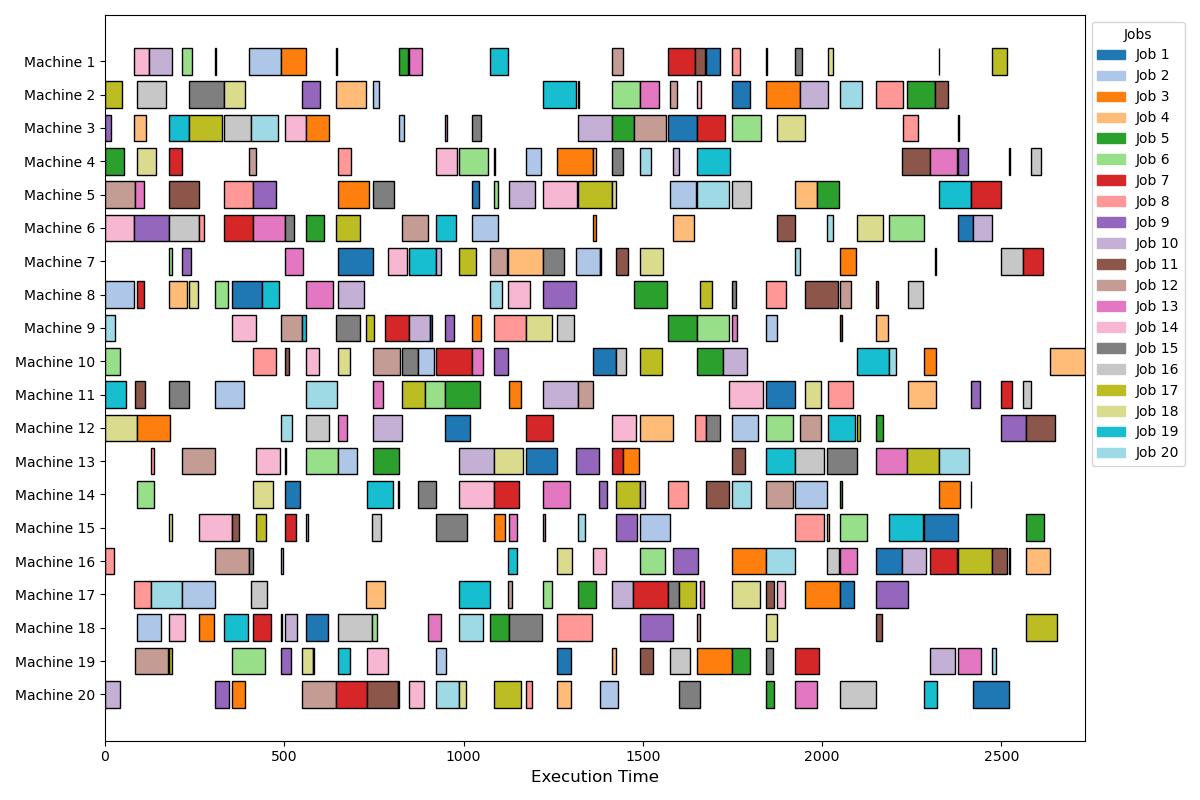 Machine 1
Machine 2
Machine 3
Machine 4
Machine 5
Machine 6
Machine 7
Machine 8
Machine 9
Machine 10
Machine 11
Machine 12
Machine 13
Machine 14
Machine 15
Machine 16
Machine 17
Machine 18
Machine 19
Machine 20
0 500 1000 1500 2000 2500
Execution Time
Jobs
Job 1
Job 2
Job 3
Job 4
Job 5
Job 6
Job 7
Job 8
Job 9
Job 10
Job 11
Job 12
Job 13
Job 14
Job 15
Job 16
Job 17
Job 18
Job 19
Job 20